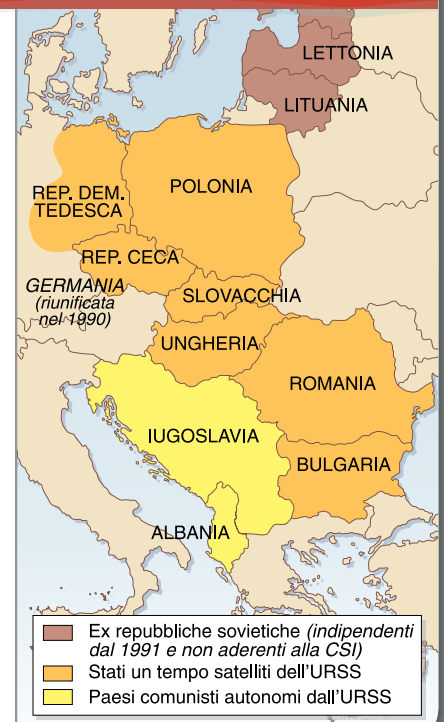 LETTONIA
LITUANIA
REP. DEM.
TEDESCA
POLONIA
REP. CECA
GERMANIA
(riunificata
nel 1990)
SLOVACCHIA
UNGHERIA
ROMANIA
IUGOSLAVIA
BULGARIA
ALBANIA
Ex repubbliche sovietiche (indipendenti
dal 1991 e non aderenti alla CSI)
Stati un tempo satelliti dell'URSS
Paesi comunisti autonomi dall'URSS